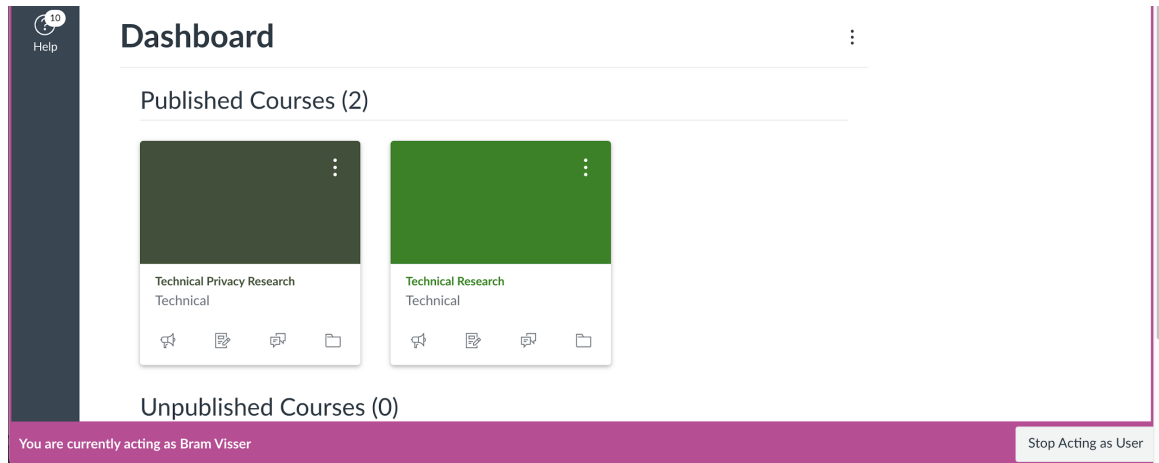 10
Help
Dashboard
Published Courses (2)
Technical Privacy Research
Technical
Technical Research
Technical
Unpublished Courses (0)
You are currently acting as Bram Visser
Stop Acting as User